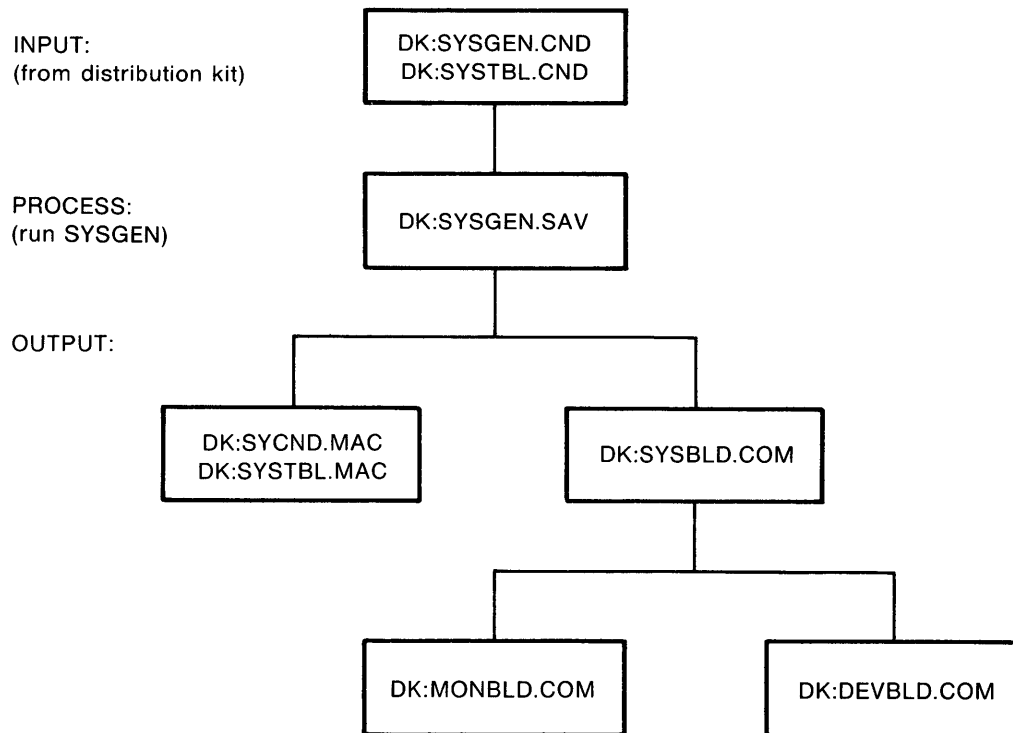 INPUT:
(from distribution kit)
DK:SYSGEN.CND
DK:SYSTBL.CND
PROCESS:
(run SYSGEN)
DK:SYSGEN.SAV
OUTPUT:
DK:SYCND.MAC
DK:SYSTBL.MAC
DK:SYSBLD.COM
DK:MONBLD.COM
DK:DEVBLD.COM